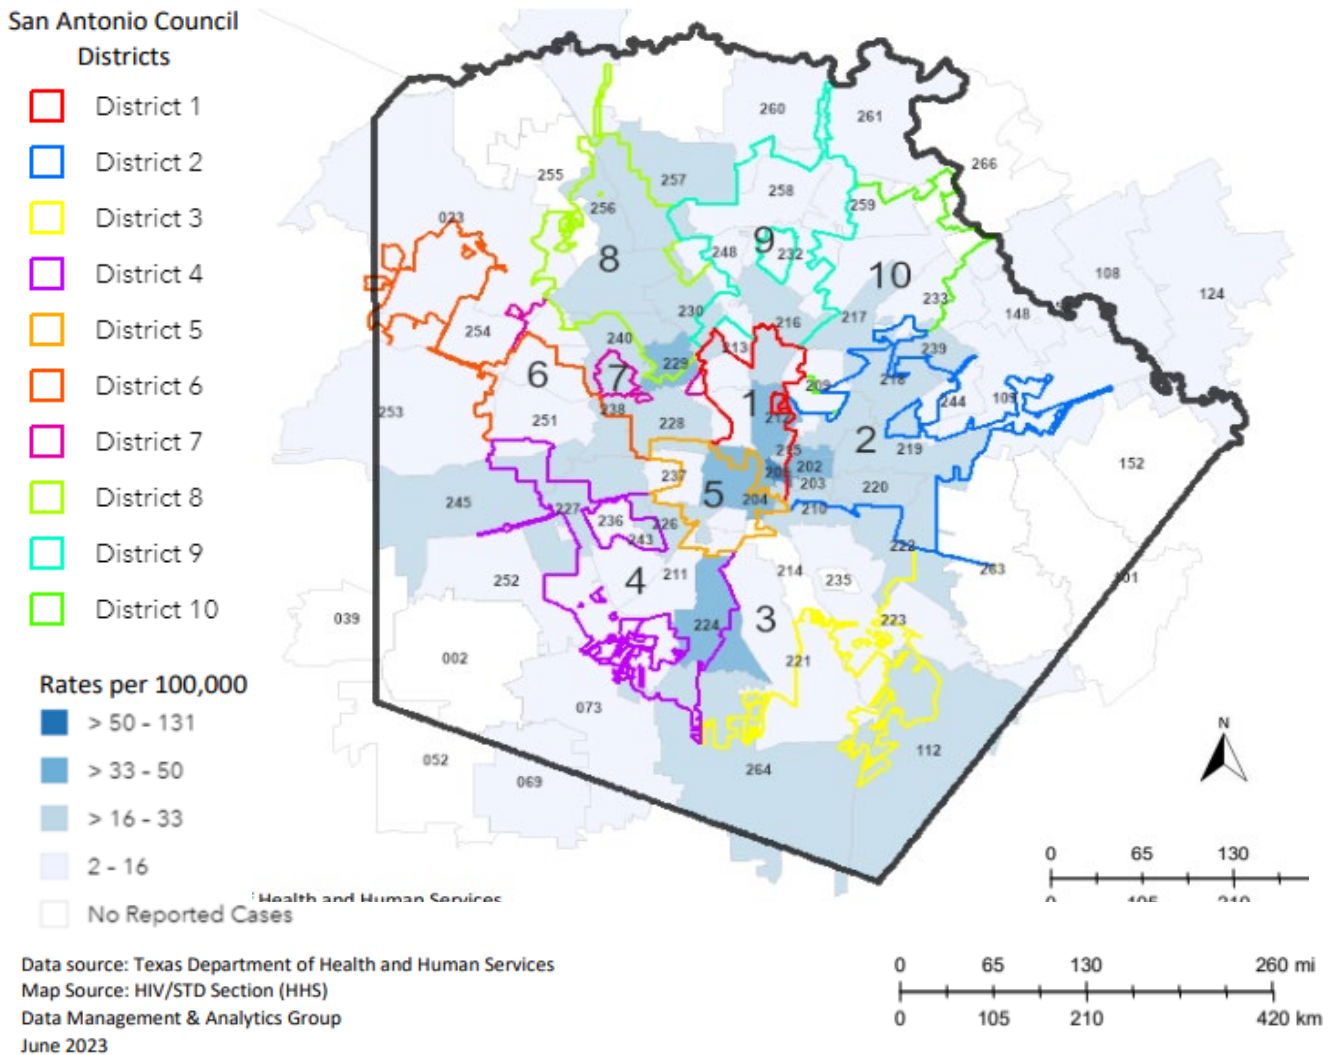 San Antonio Council
Districts
District 1
District 2
District 3
District 4
District 5
District 6
District 7
District 8
District 9
District 10
Rates per 100,000
> 50 - 131
> 33 - 50
> 16 - 33
2 - 16
No Reported Cases
260
261
266
255
257
258
256
259
023
8
248
9
232
10
108
124
233
230
148
216
217
254
240
213
239
229
6
7
218
209
253
238
1
244
109
251
228
212
2
215
219
152
237
202
5
203
220
245
204
227
210
236
226
243
222
263
101
252
4
211
214
235
039
224
3
223
002
221
073
112
052
264
069
N
0 65 130
0 105 210
Health and Human Services
Data source: Texas Department of Health and Human Services
Map Source: HIV/STD Section (HHS)
Data Management & Analytics Group
June 2023
0 65 130 260 mi
0 105 210 420 km